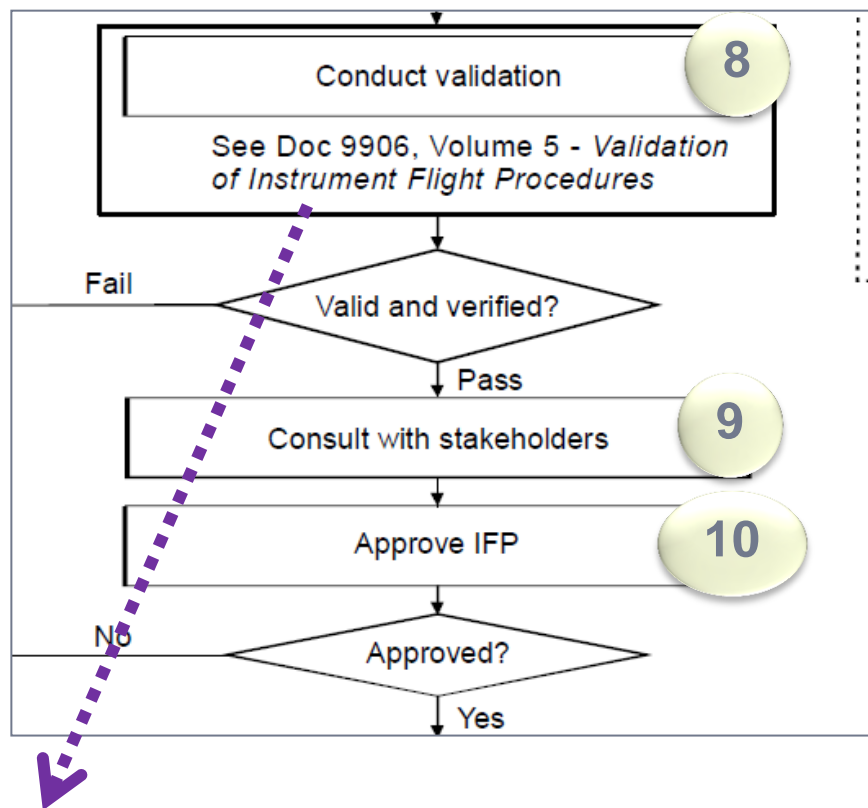 8
Conduct validation
See Doc 9906, Volume 5 - Validation
of Instrument Flight Procedures
Fail
Valid and verified?
Pass
9
Consult with stakeholders
10
Approve IFP
No
Approved?
Yes